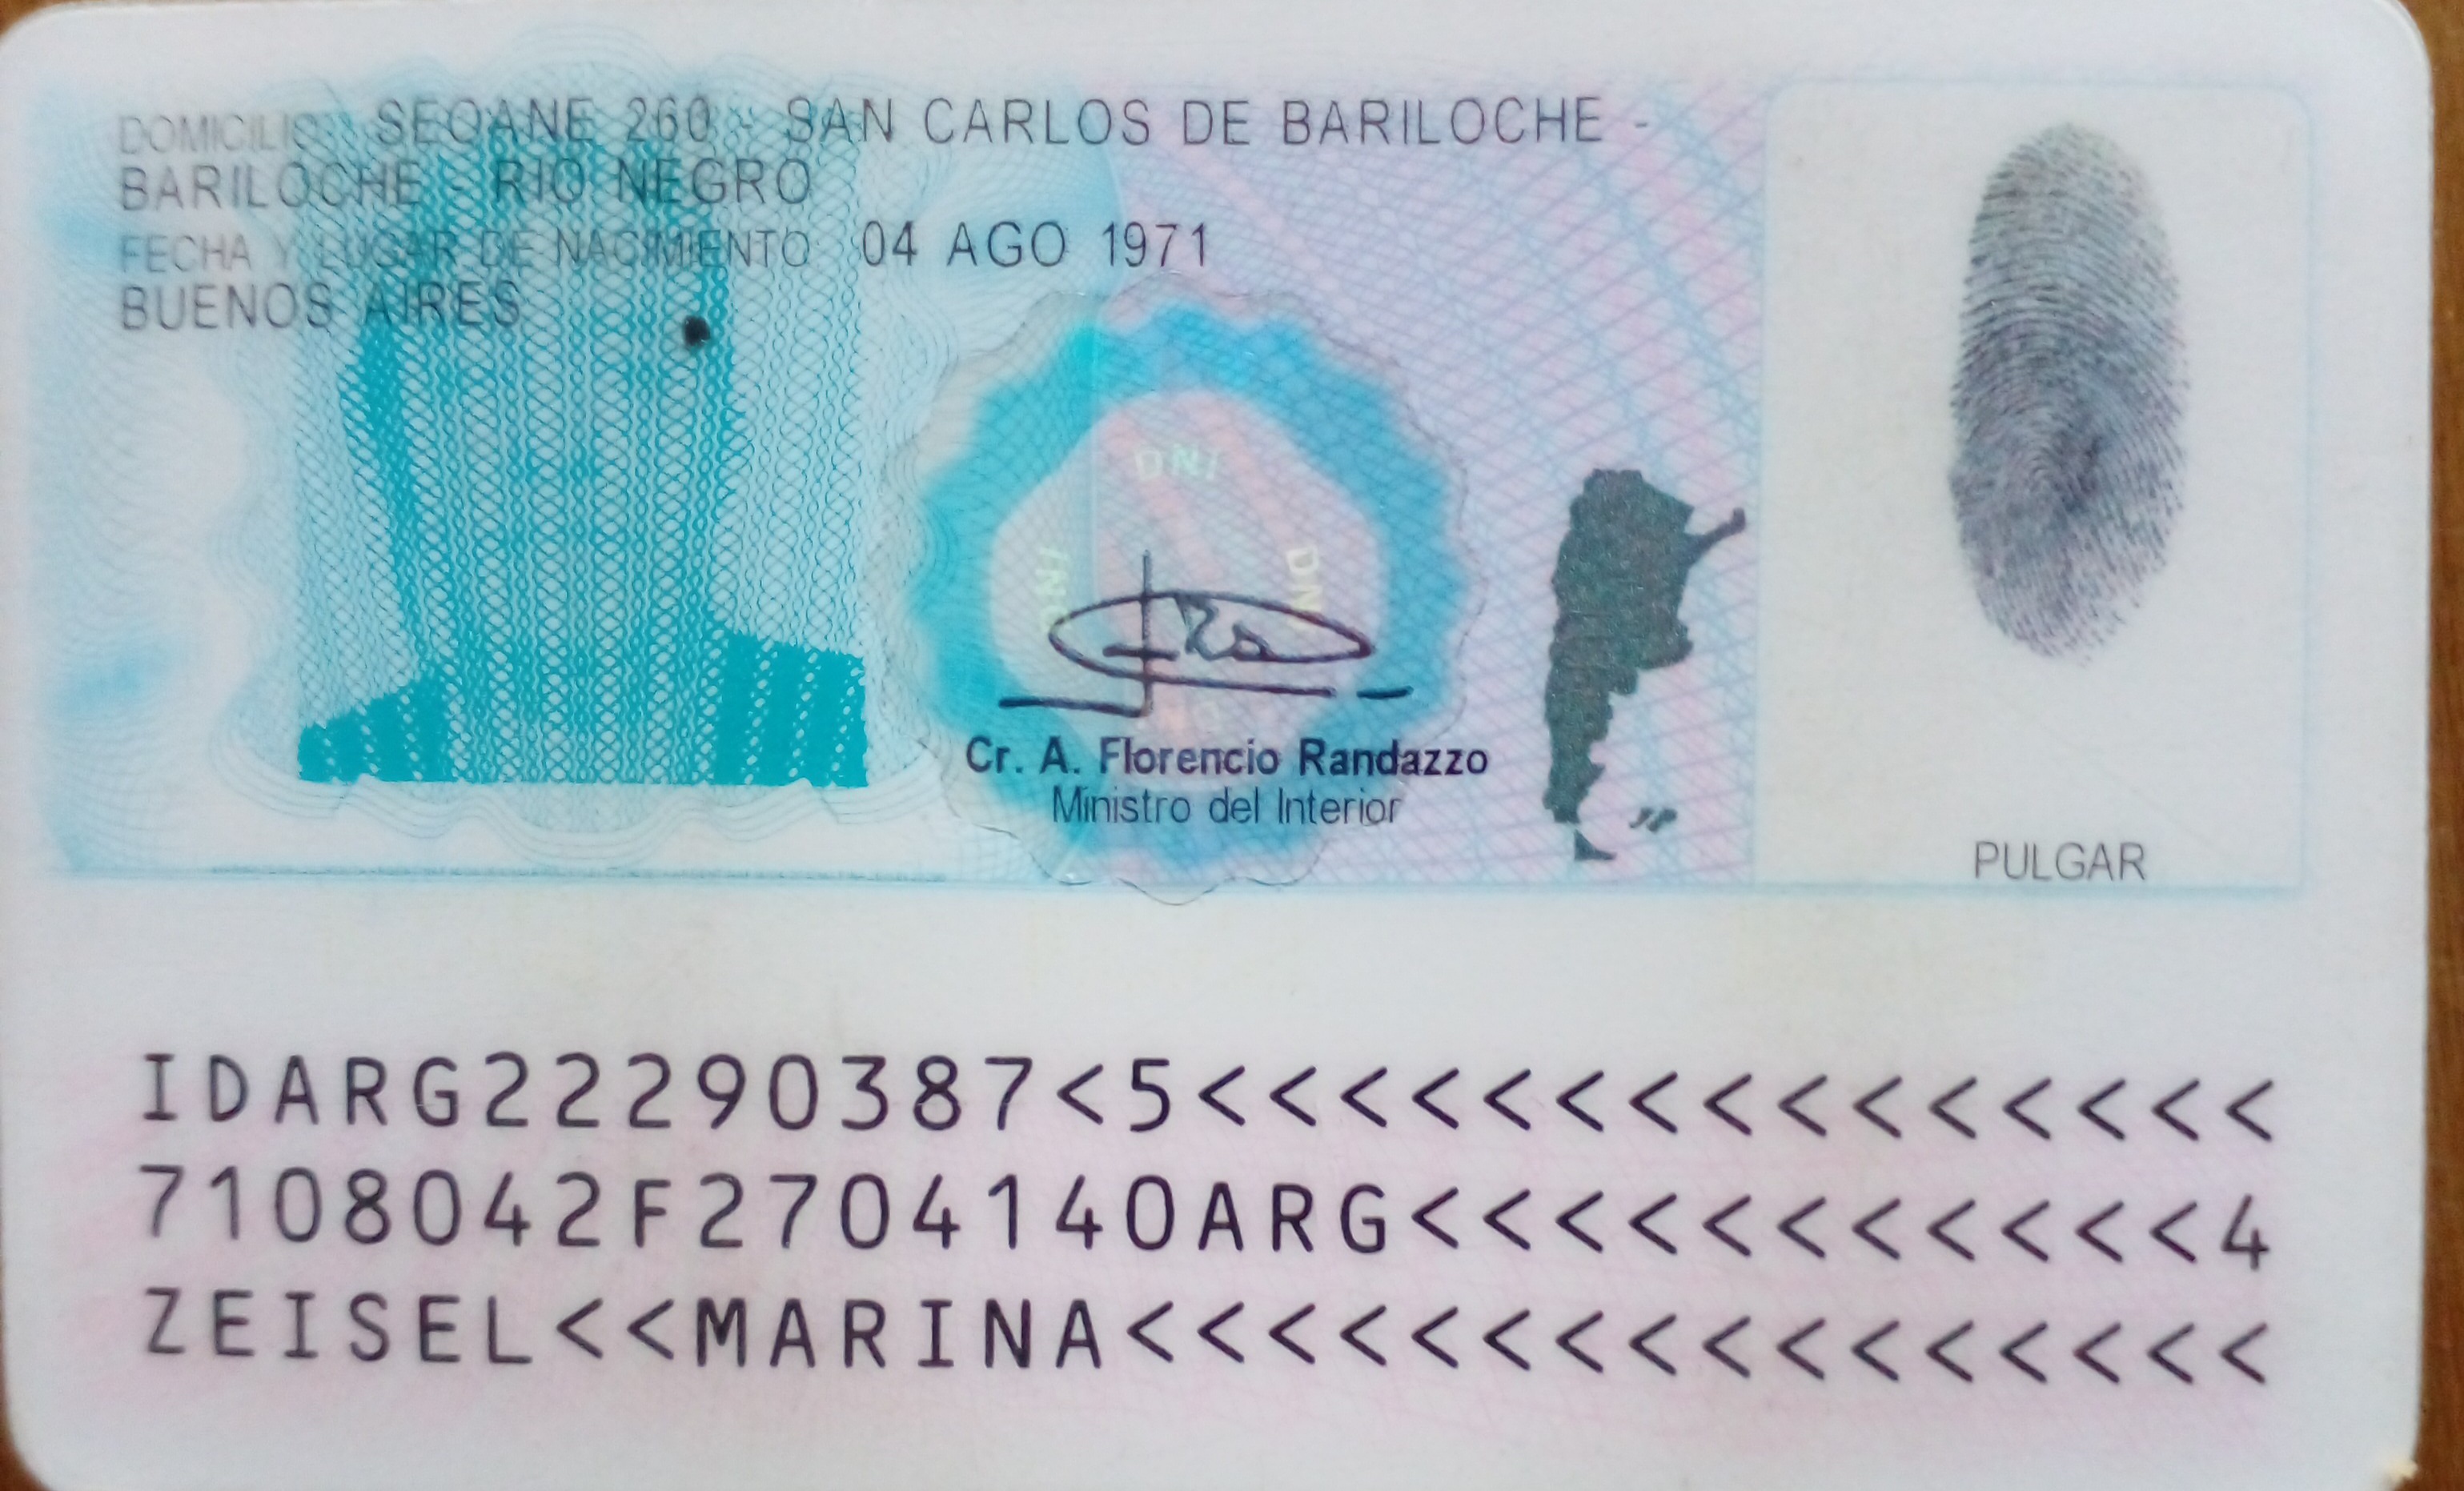 DOMICILIO: SEOANE 260 - SAN CARLOS DE BARILOCHE -
BARILOCHE - RIO NEGRO
FECHA Y LUGAR DE NACIMIENTO: 04 AGO 1971
BUENOS AIRES
DNI
DNI
DNI
Cr. A. Florencio Randazzo
Ministro del Interior
PULGAR
IDARG22290387<5<<<<<<<<<<<<<<<
7108042F2704140ARG<<<<<<<<<<<4
ZEISEL<<MARINA<<<<<<<<<<<<<<<<